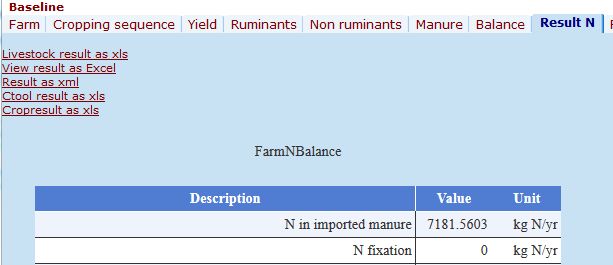 Baseline
Farm Cropping sequence Yield Ruminants Non ruminants Manure Balance Result N
Livestock result as xls
View result as Excel
Result as xml
Ctool result as xls
Cropresult as xls
FarmNBalance
Description Value Unit
N in imported manure 7181.5603 kg N/yr
N fixation 0 kg N/yr